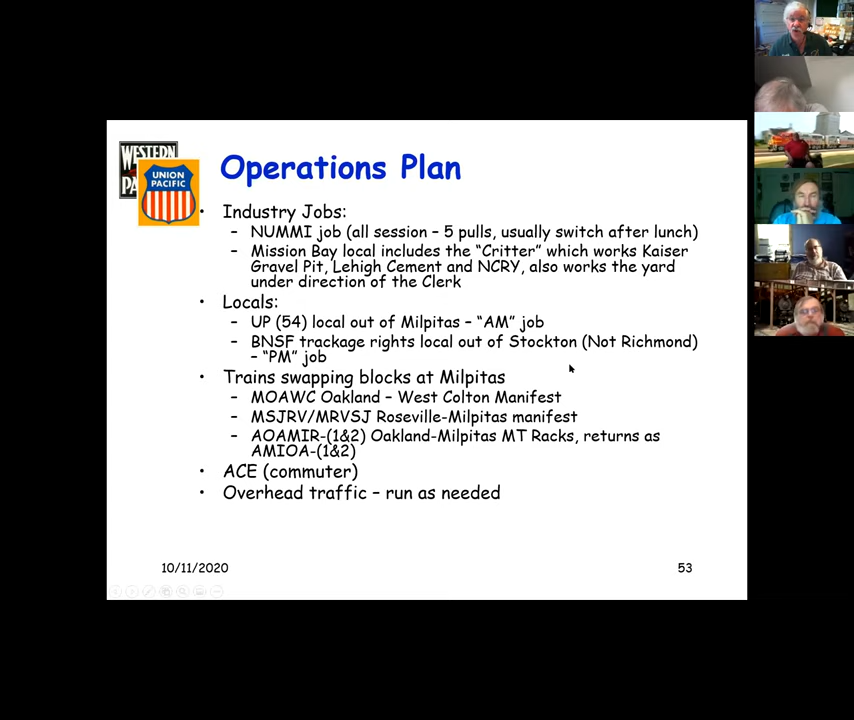 WESTERN
PA
UNION
PACIFIC
Operations Plan
• Industry Jobs:
– NUMMI job (all session – 5 pulls, usually switch after lunch)
– Mission Bay local includes the “Critter” which works Kaiser
Gravel Pit, Lehigh Cement and NCRY, also works the yard
under direction of the Clerk
• Locals:
– UP (54) local out of Milpitas – “AM” job
– BNSF trackage rights local out of Stockton (Not Richmond)
– “PM” job
• Trains swapping blocks at Milpitas
– MOAWC Oakland – West Colton Manifest
– MSJRV/MRVSJ Roseville-Milpitas manifest
– AOAMIR-(1&2) Oakland-Milpitas MT Racks, returns as
AMIOA-(1&2)
• ACE (commuter)
• Overhead traffic – run as needed
10/11/2020
53